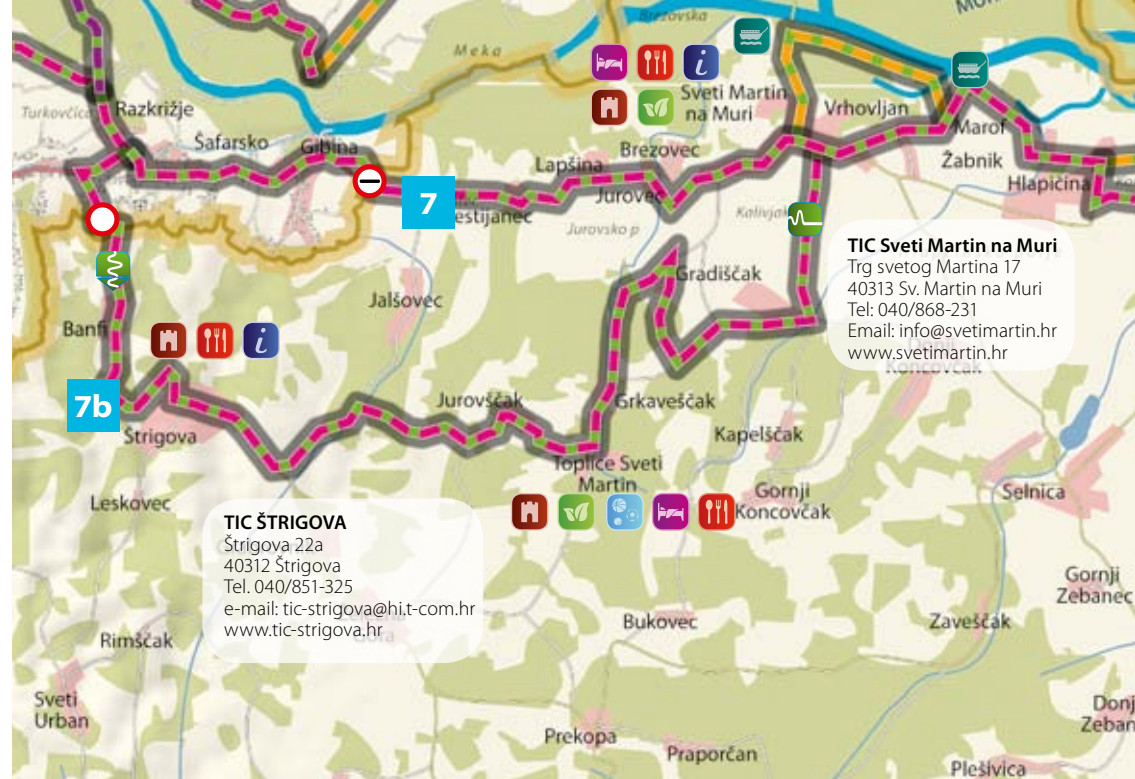 Brezovska
Meka
Turkovčica
Razkrižje
Šafarsko
Gibina
Sveti Martin
na Muri
Vrhovljan
Marof
Žabnik
Hlapičina
Lapšina
Brezovec
Jurovec
7
Jurovsko p
Gradiščak
TIC Sveti Martin na Muri
Trg svetog Martina 17
40313 Sv. Martin na Muri
Tel: 040/868-231
Email: info@svetimartin.hr
www.svetimartin.hr
Koncovčak
Jalšovec
Banfi
7b
Štrigova
Jurovščak
Grkaveščak
Kapelščak
Toplice Sveti
Martin
Gornji
Koncovčak
Selnica
Leskovec
TIC ŠTRIGOVA
Štrigova 22a
40312 Štrigova
Tel. 040/851-325
e-mail: tic-strigova@hi.t-com.hr
www.tic-strigova.hr
Gornji
Zebanec
Bukovec
Zaveščak
Rimščak
Sveti
Urban
Prekopa
Praporčan
Plešivica